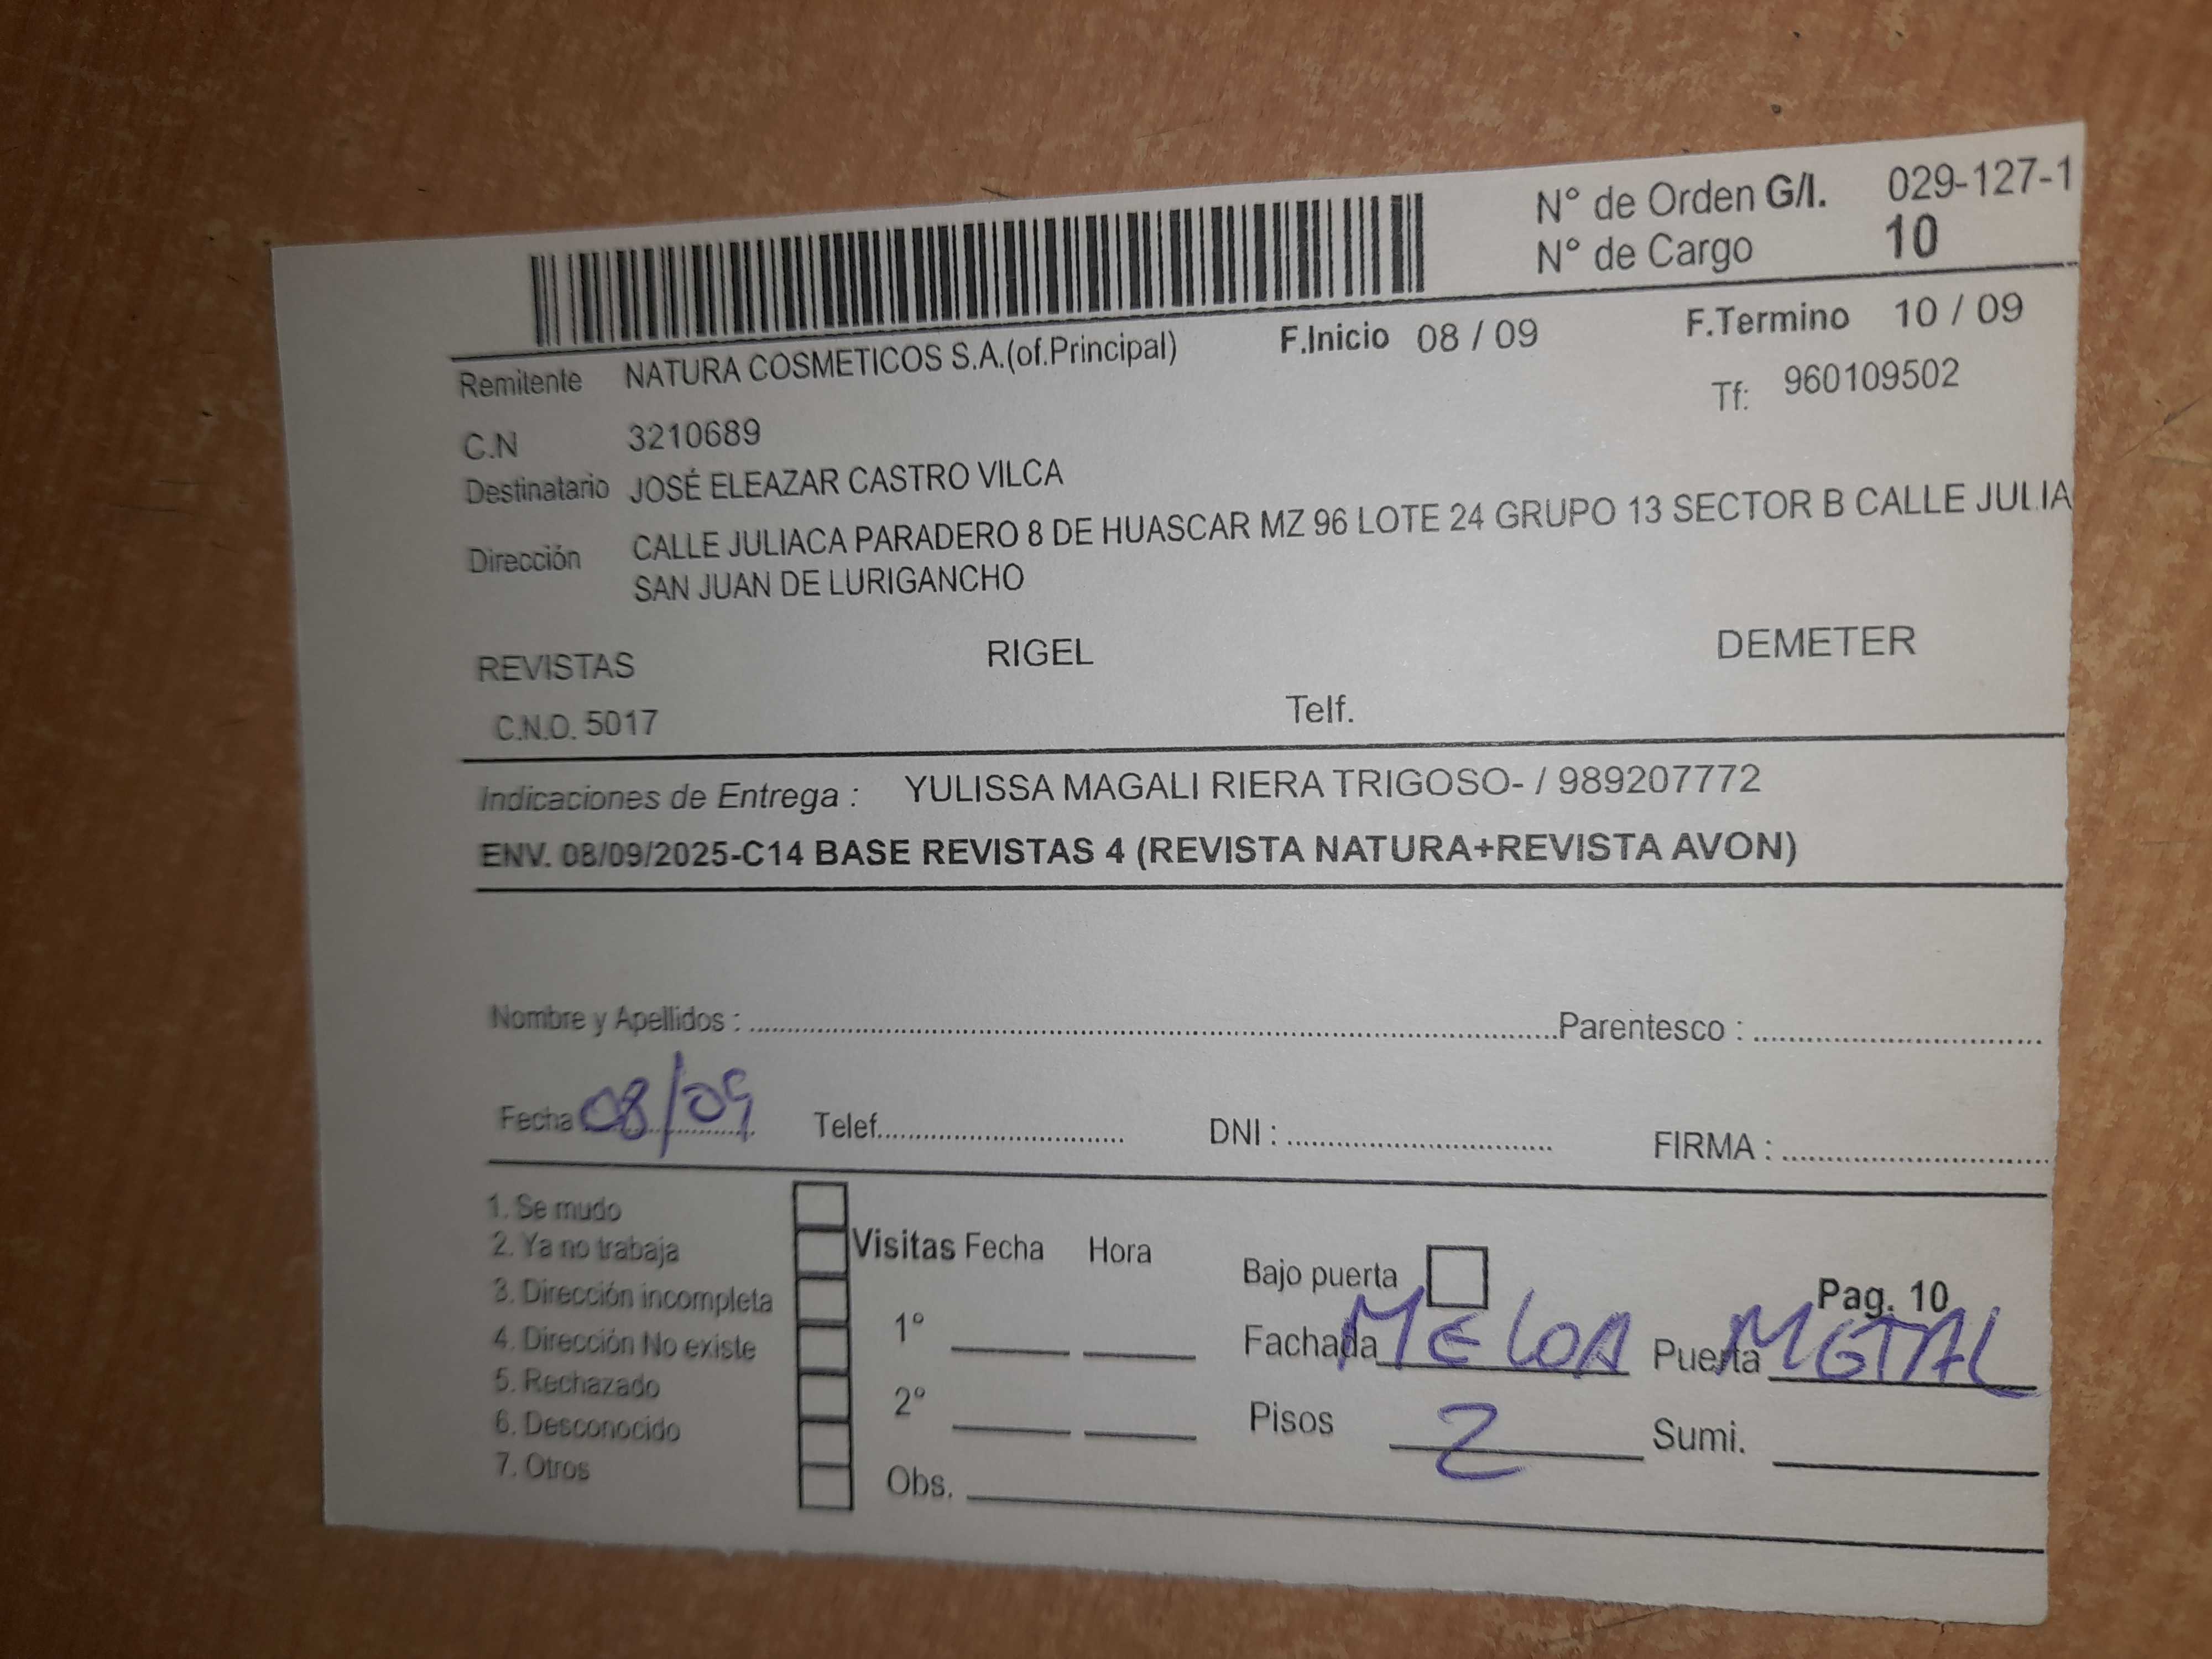 N° de Orden G/I. 029-127-1
N° de Cargo 10
Remitente NATURA COSMETICOS S.A.(of.Principal) F.Inicio 08 / 09 F.Termino 10 / 09
C.N 3210689 Tf: 960109502
Destinatario JOSÉ ELEAZAR CASTRO VILCA
Dirección CALLE JULIACA PARADERO 8 DE HUASCAR MZ 96 LOTE 24 GRUPO 13 SECTOR B CALLE JULIA
SAN JUAN DE LURIGANCHO
REVISTAS RIGEL DEMETER
C.N.O. 5017 Telf.
Indicaciones de Entrega : YULISSA MAGALI RIERA TRIGOSO- / 989207772
ENV. 08/09/2025-C14 BASE REVISTAS 4 (REVISTA NATURA+REVISTA AVON)
Nombre y Apellidos : Parentesco :
Fecha 08/09 Telef. DNI : FIRMA :
1. Se mudo
2. Ya no trabaja
3. Dirección incompleta
4. Dirección No existe
5. Rechazado
6. Desconocido
7. Otros
Visitas Fecha Hora
1°
2°
Obs.
Bajo puerta Pag. 10
Fachada Puerta METAL
Pisos 2 Sumi.